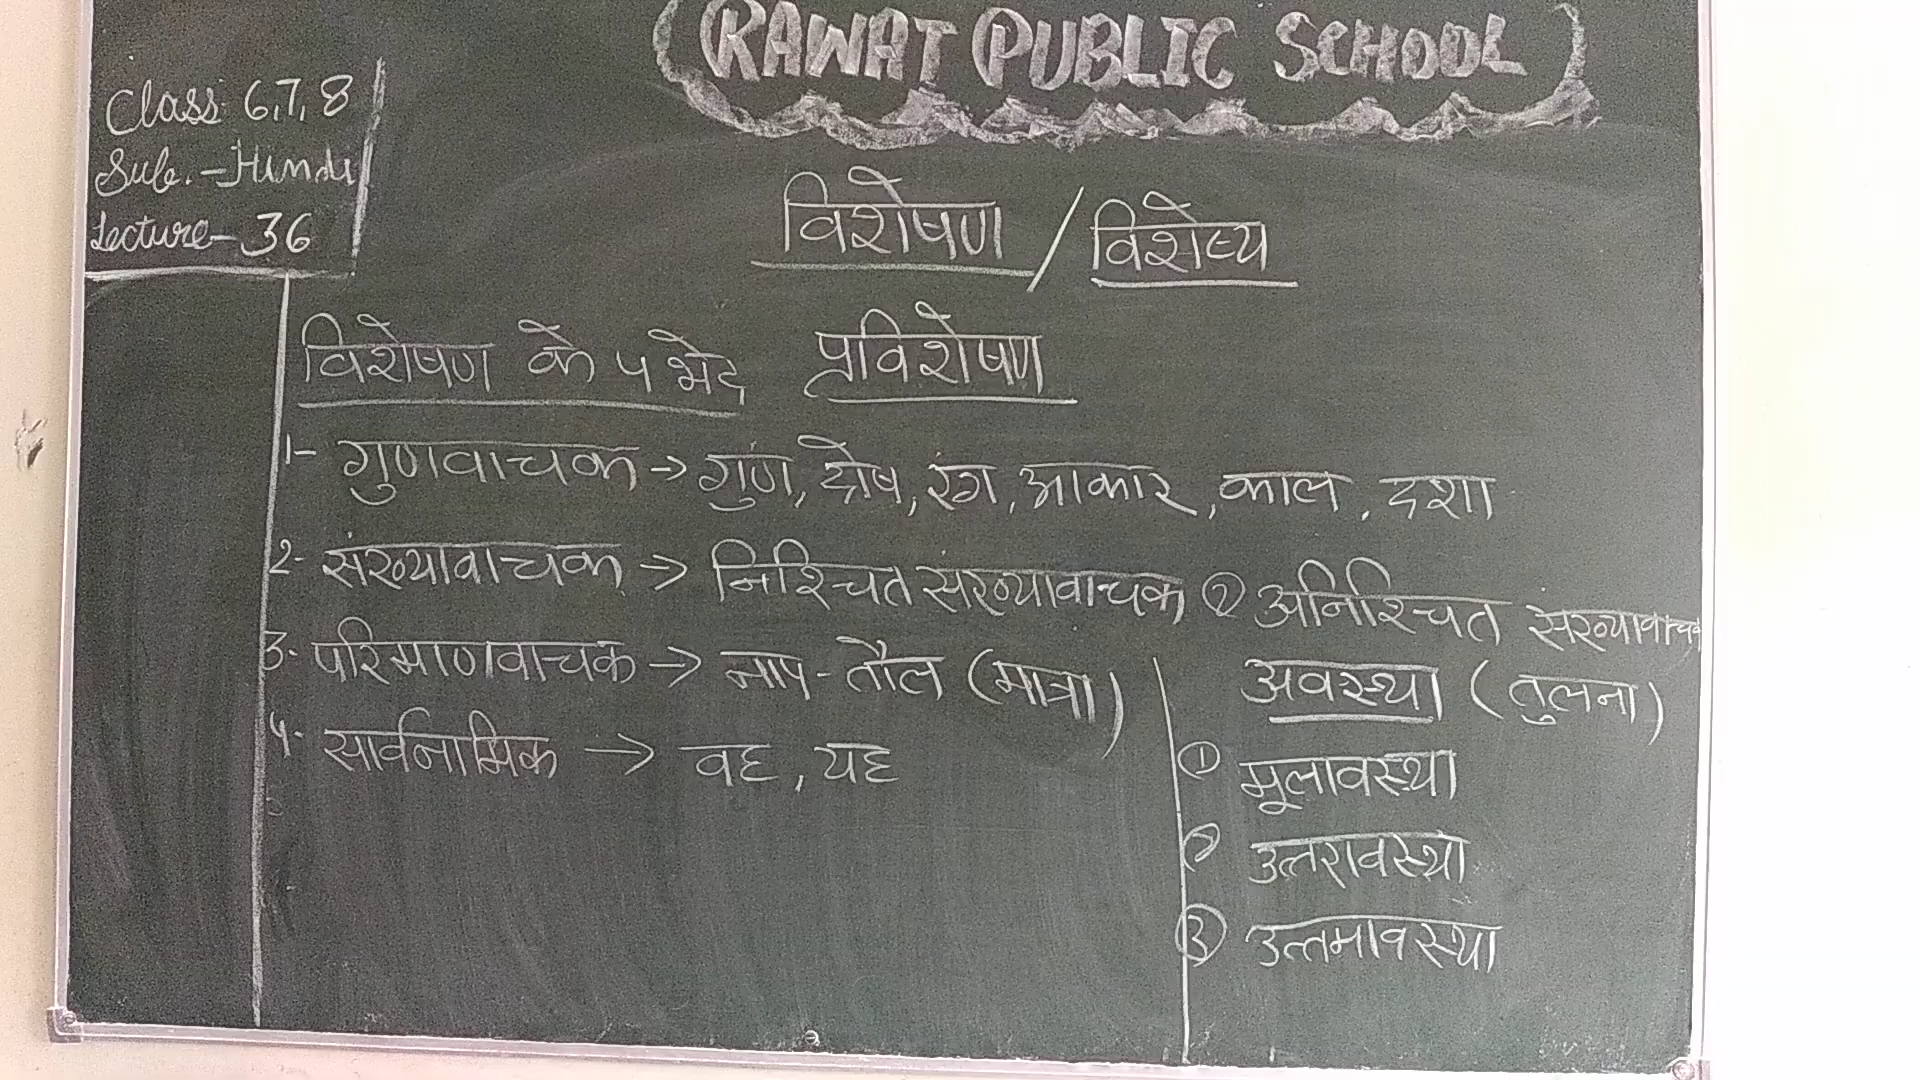 RAWAT PUBLIC SCHOOL
Class: 6,7,8
Sub.-Hindi
Lecture-36
विशेषण / विशेष्य
विशेषण के 4 भेद प्रविशेषण
1- गुणवाचक → गुण, दोष, रंग, आकार, काल, दशा
2- संख्यावाचक → निश्चित संख्यावाचक ② अनिश्चित संख्यावाचक
3- परिमाणवाचक → नाप-तौल (मात्रा)
4- सार्वनामिक → वह, यह
अवस्था (तुलना)
① मूलावस्था
② उत्तरावस्था
③ उत्तमावस्था